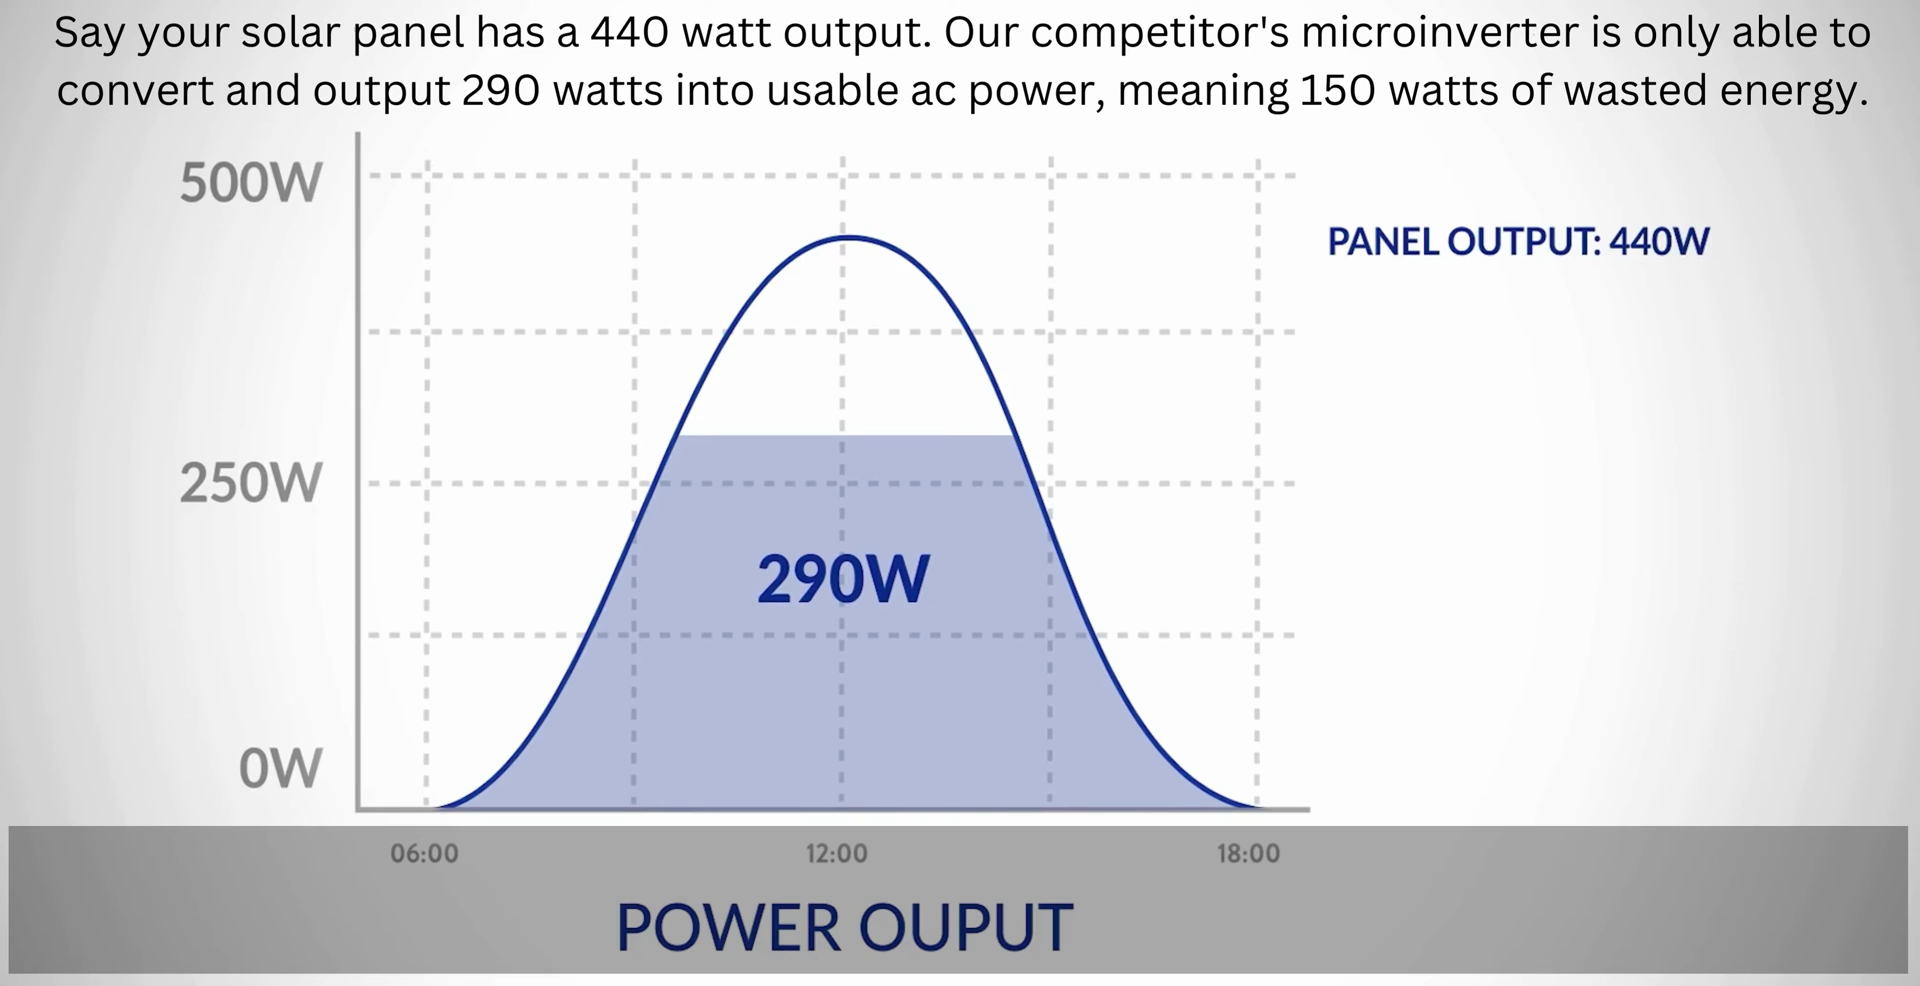 Say your solar panel has a 440 watt output. Our competitor's microinverter is only able to
convert and output 290 watts into usable ac power, meaning 150 watts of wasted energy.
500W
PANEL OUTPUT: 440W
250W
290W
0W
06:00 12:00 18:00
POWER OUPUT